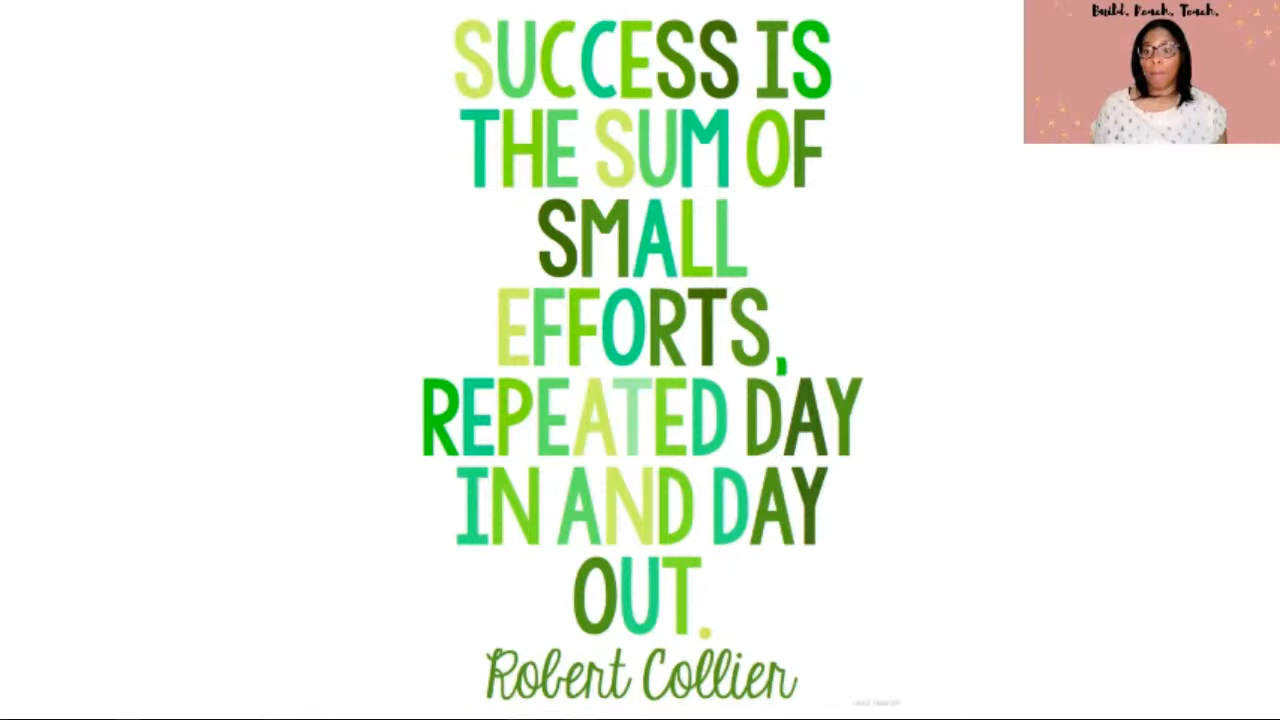 SUCCESS IS
THE SUM OF
SMALL
EFFORTS,
REPEATED DAY
IN AND DAY
OUT.
Robert Collier
Build. Reach. Teach.